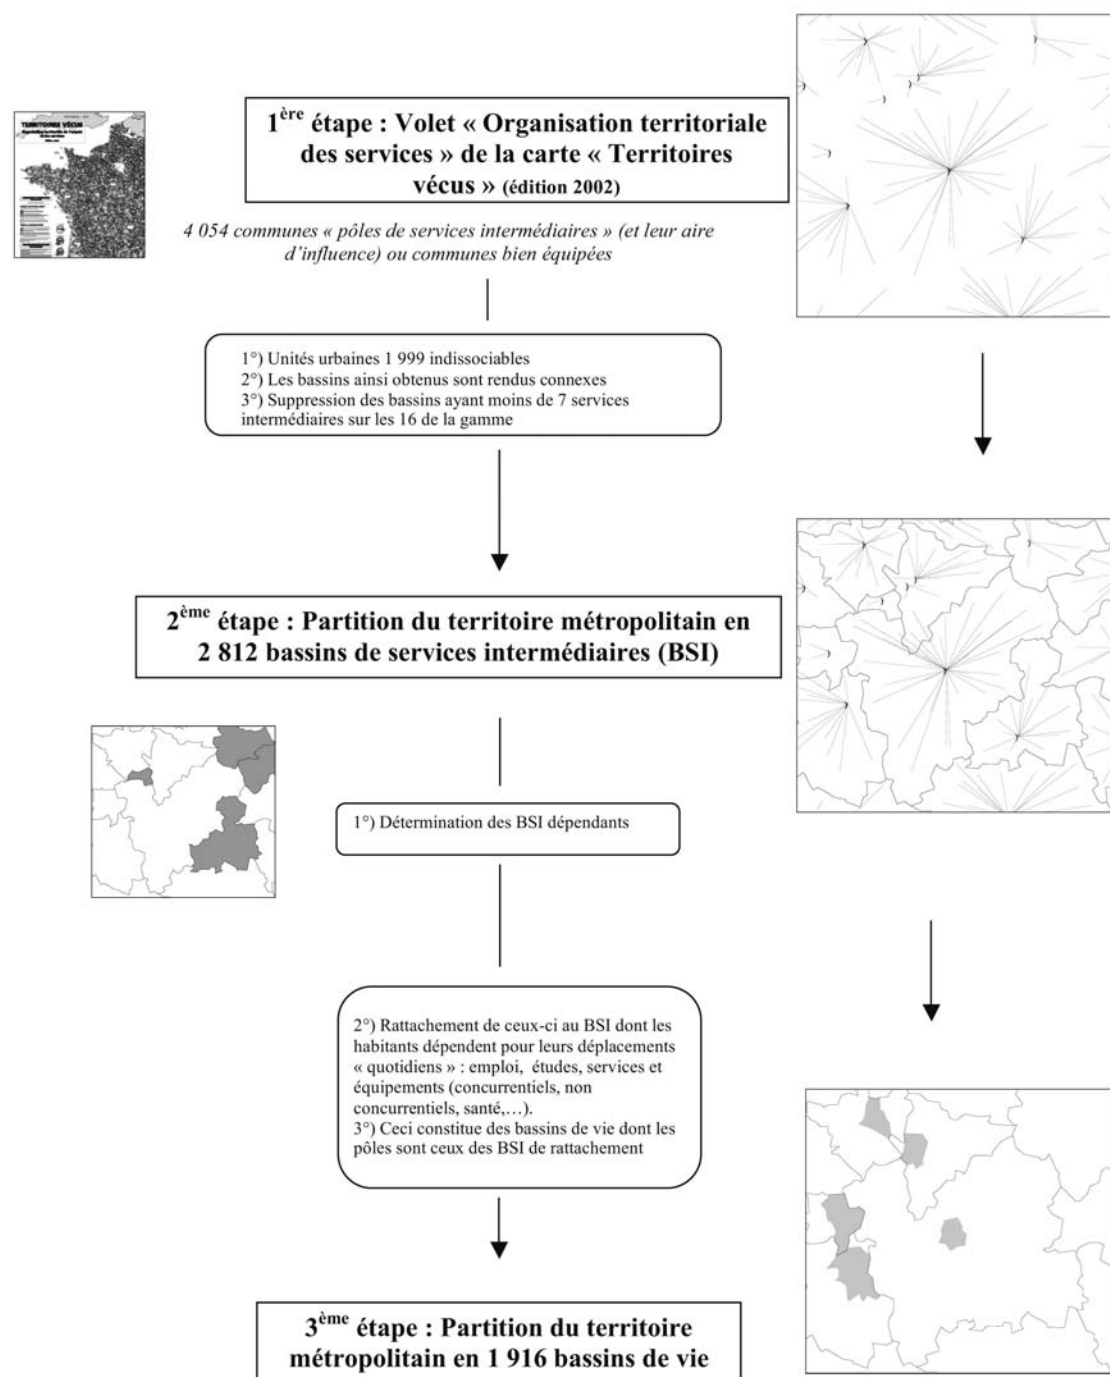 TERRITOIRES VÉCUS
1ère étape : Volet « Organisation territoriale
des services » de la carte « Territoires
vécus » (édition 2002)
4 054 communes « pôles de services intermédiaires » (et leur aire
d’influence) ou communes bien équipées
1°) Unités urbaines 1 999 indissociables
2°) Les bassins ainsi obtenus sont rendus connexes
3°) Suppression des bassins ayant moins de 7 services
intermédiaires sur les 16 de la gamme
2ème étape : Partition du territoire métropolitain en
2 812 bassins de services intermédiaires (BSI)
1°) Détermination des BSI dépendants
2°) Rattachement de ceux-ci au BSI dont les
habitants dépendent pour leurs déplacements
« quotidiens » : emploi, études, services et
équipements (concurrentiels, non
concurrentiels, santé,…).
3°) Ceci constitue des bassins de vie dont les
pôles sont ceux des BSI de rattachement
3ème étape : Partition du territoire
métropolitain en 1 916 bassins de vie